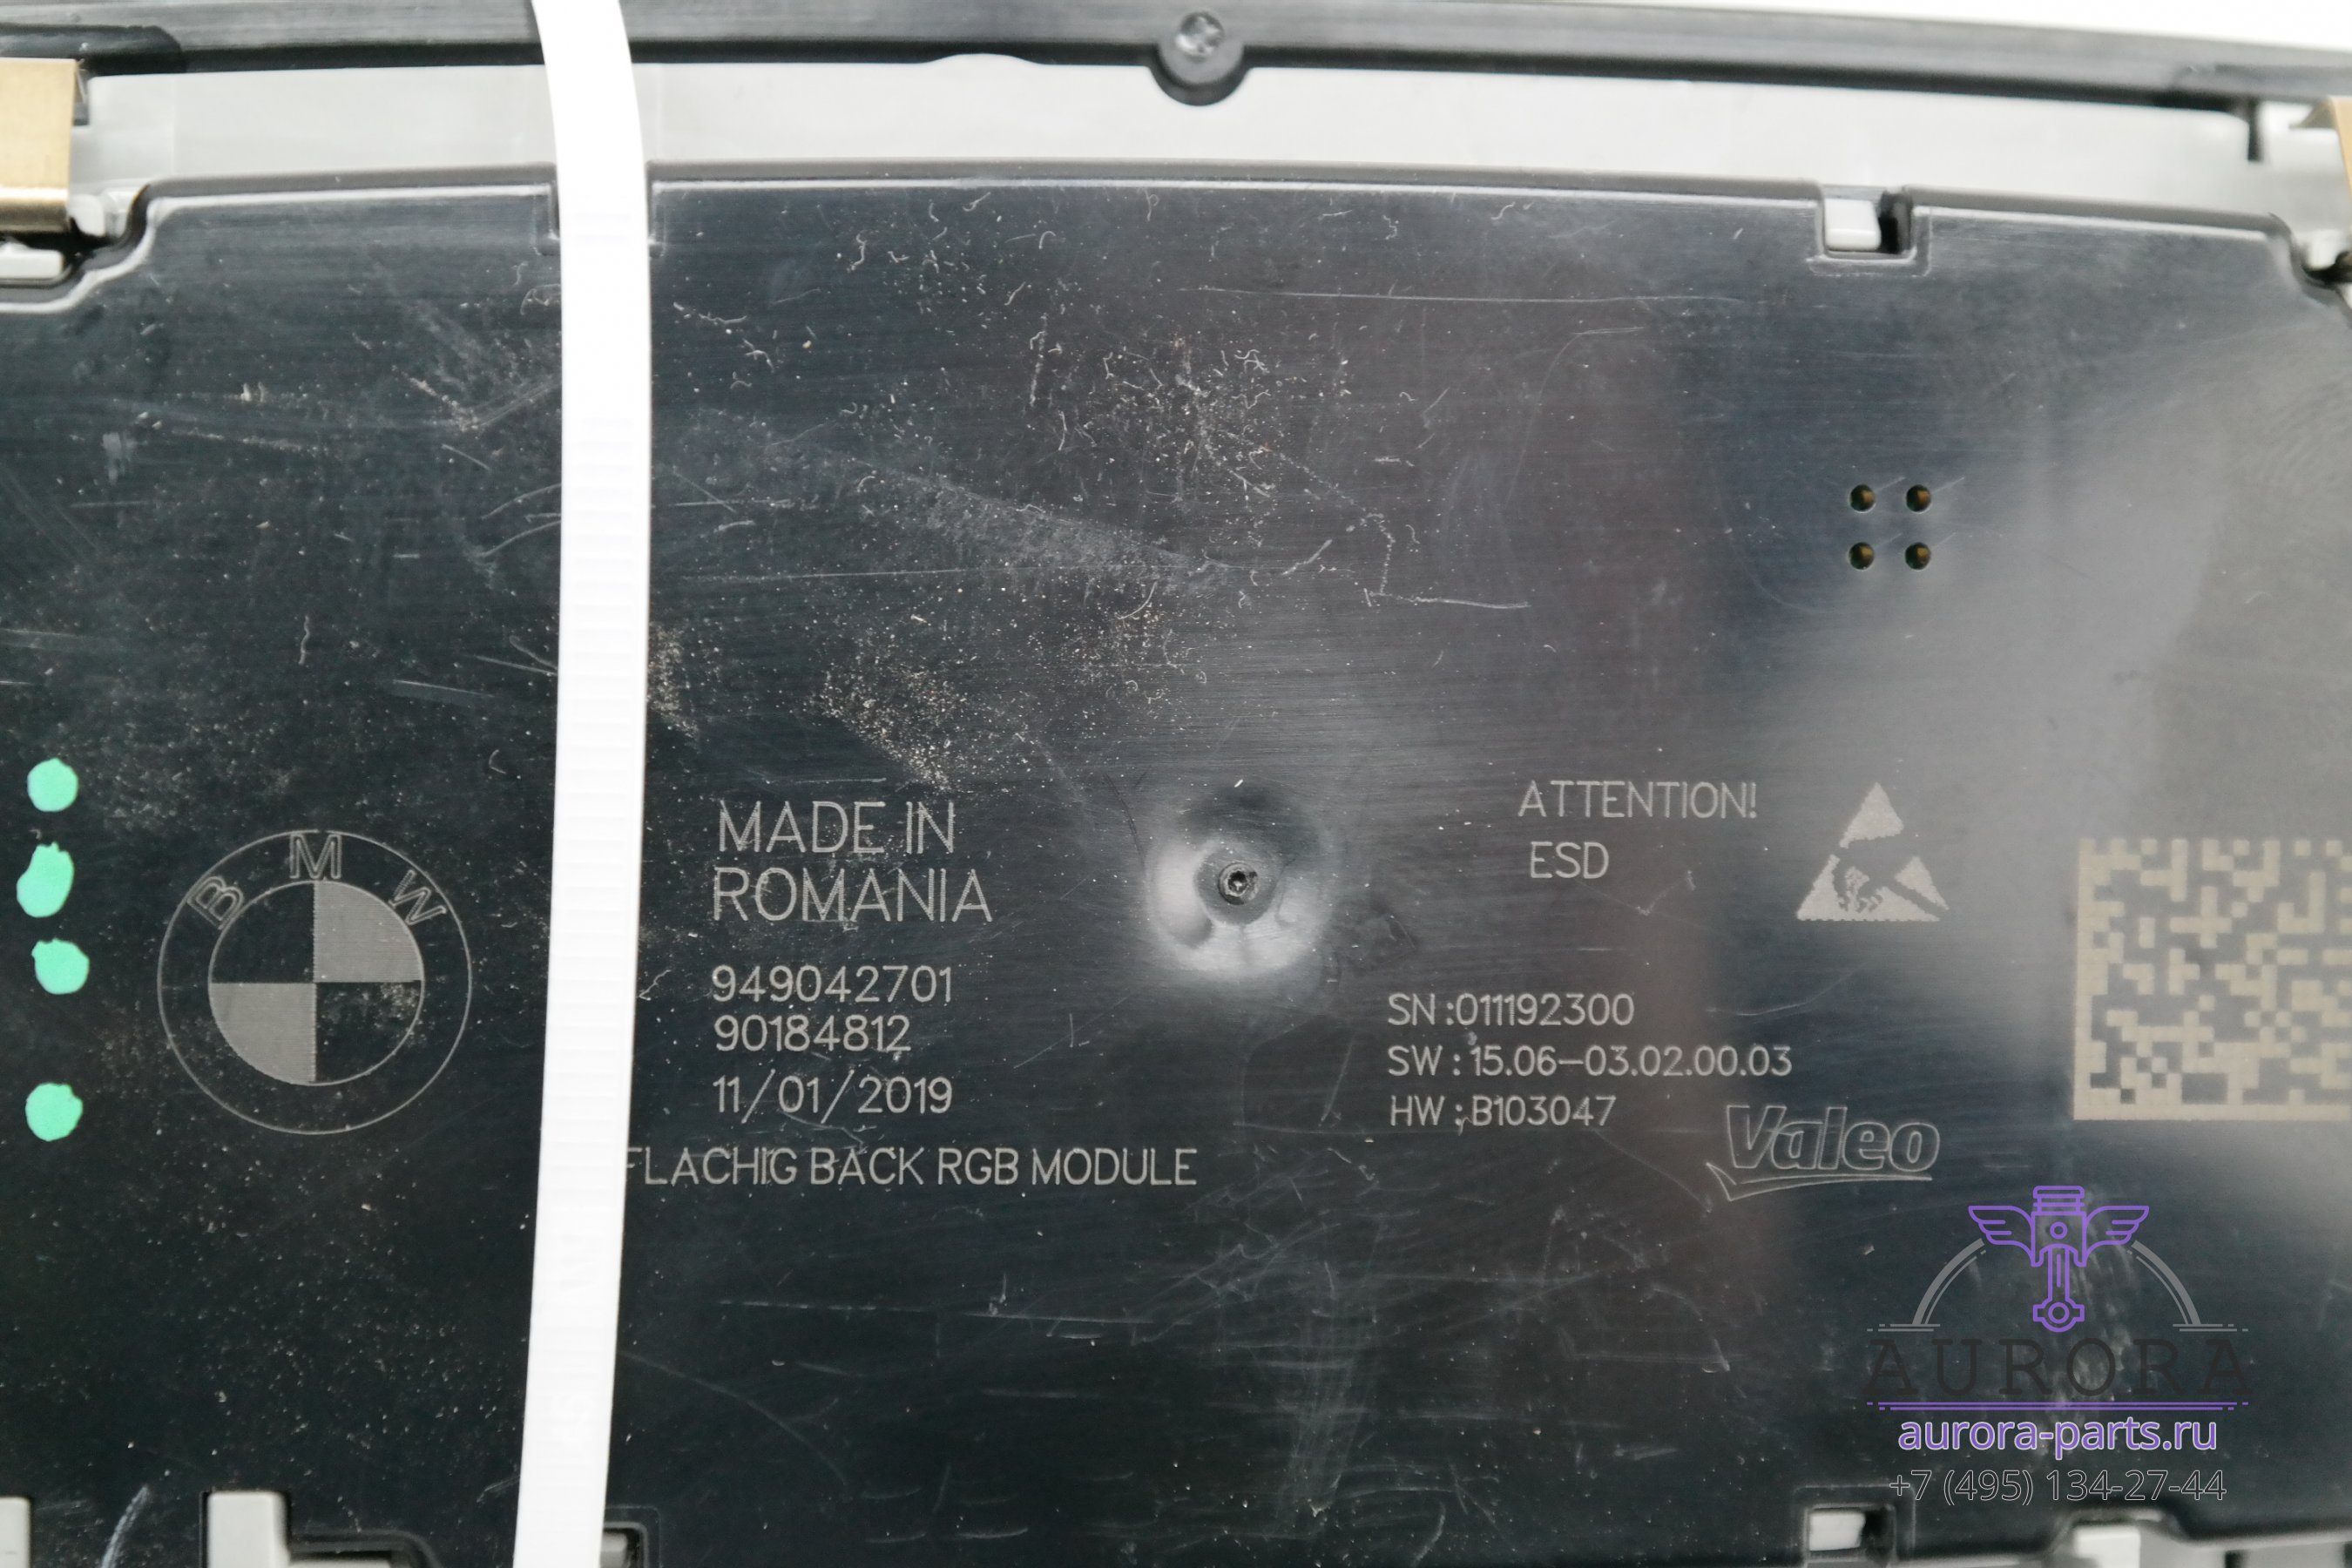 BMW
MADE IN
ROMANIA
949042701
90184812
11/01/2019
FLACHIG BACK RGB MODULE
ATTENTION!
ESD
SN:011192300
SW:15.06-03.02.00.03
HW:B103047
Valeo
AURORA
aurora-parts.ru
+7 (495) 134-27-44